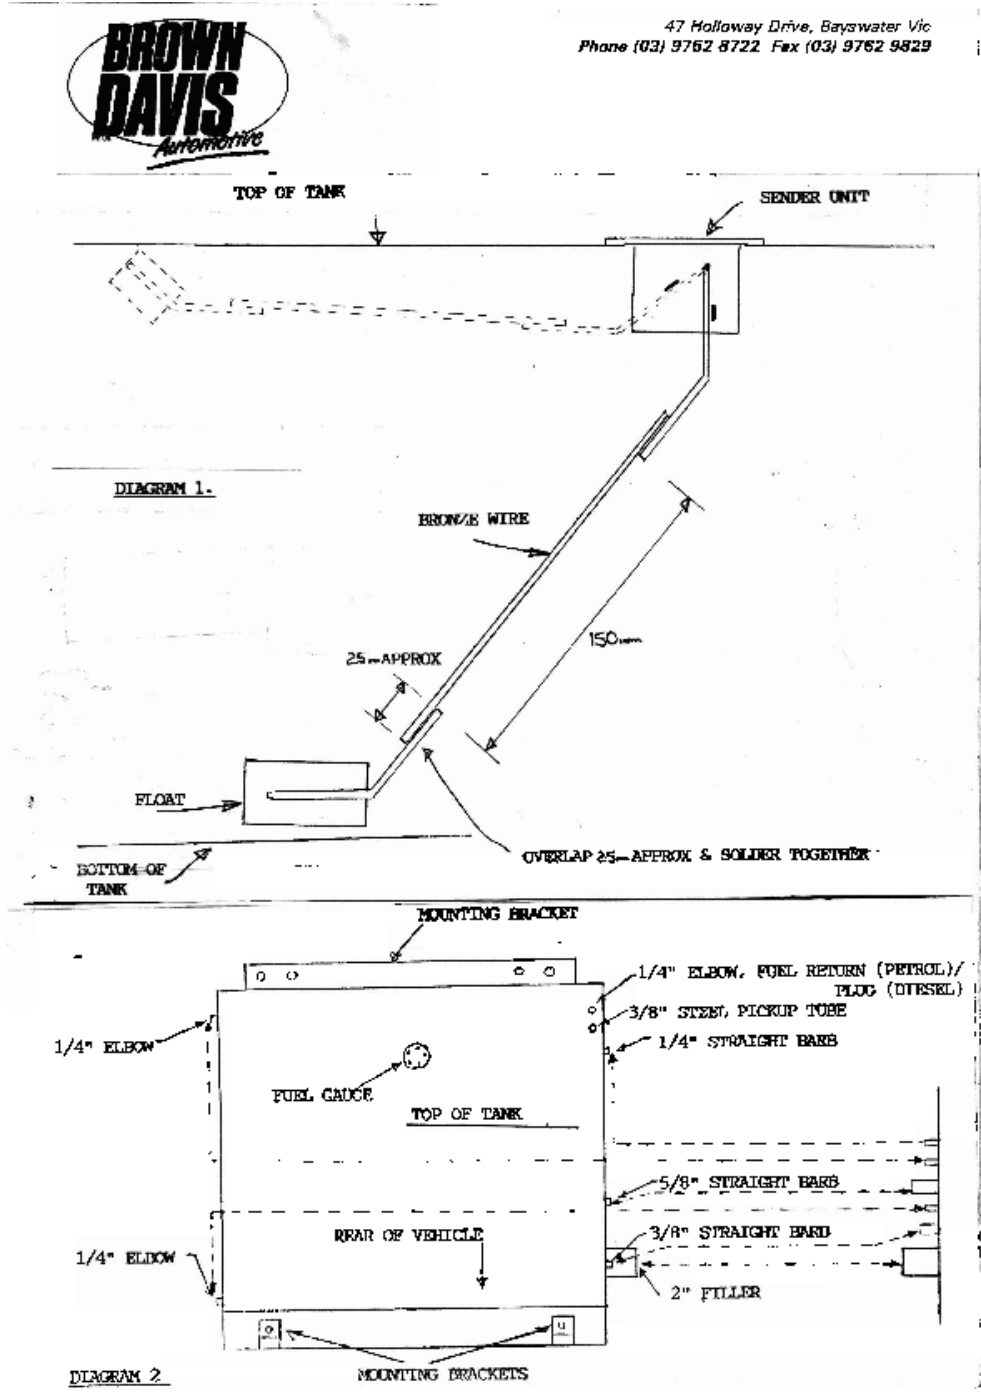 BROWN
DAVIS
Automotive
47 Holloway Drive, Bayswater Vic
Phone (03) 9762 8722 Fax (03) 9762 9829
TOP OF TANK
SENDER UNIT
DIAGRAM 1.
BRONZE WIRE
150mm
25mm APPROX
FLOAT
OVERLAP 25mm APPROX & SOLDER TOGETHER
BOTTOM OF
TANK
MOUNTING BRACKET
1/4" ELBOW, FUEL RETURN (PETROL)/
PLUG (DIESEL)
3/8" STEEL PICKUP TUBE
1/4" ELBOW
1/4" STRAIGHT BARB
FUEL GAUGE
TOP OF TANK
5/8" STRAIGHT BARB
REAR OF VEHICLE
3/8" STRAIGHT BARB
1/4" ELBOW
2" FILLER
MOUNTING BRACKETS
DIAGRAM 2